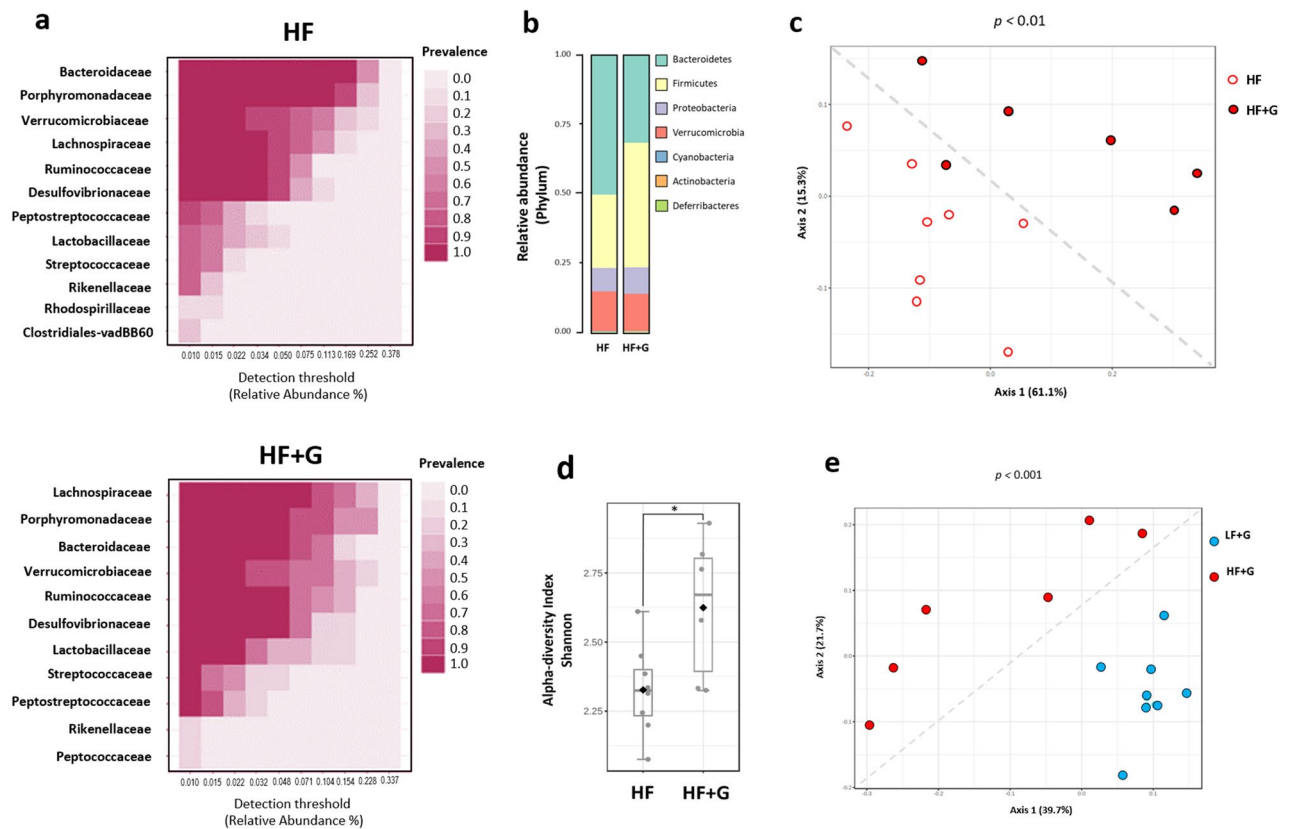 a
HF
Prevalence
Bacteroidaceae
Porphyromonadaceae
Verrucomicrobiaceae
Lachnospiraceae
Ruminococcaceae
Desulfovibrionaceae
Peptostreptococcaceae
Lactobacillaceae
Streptococcaceae
Rikenellaceae
Rhodospirillaceae
Clostridiales-vadBB60
0.0
0.1
0.2
0.3
0.4
0.5
0.6
0.7
0.8
0.9
1.0
0.010 0.015 0.022 0.034 0.050 0.075 0.113 0.169 0.252 0.378
Detection threshold
(Relative Abundance %)
HF+G
Prevalence
Lachnospiraceae
Porphyromonadaceae
Bacteroidaceae
Verrucomicrobiaceae
Ruminococcaceae
Desulfovibrionaceae
Lactobacillaceae
Streptococcaceae
Peptostreptococcaceae
Rikenellaceae
Peptococcaceae
0.0
0.1
0.2
0.3
0.4
0.5
0.6
0.7
0.8
0.9
1.0
0.010 0.015 0.022 0.032 0.048 0.071 0.104 0.154 0.228 0.337
Detection threshold
(Relative Abundance %)
b
Relative abundance
(Phylum)
1.00
0.75
0.50
0.25
0.00
HF HF+G
Bacteroidetes
Firmicutes
Proteobacteria
Verrucomicrobia
Cyanobacteria
Actinobacteria
Deferribacteres
c
p < 0.01
HF
HF+G
Axis 2 (15.3%)
0.1
0.0
-0.1
-0.2 0.0 0.2
Axis 1 (61.1%)
d
Alpha-diversity Index
Shannon
*
2.75
2.50
2.25
HF HF+G
e
p < 0.001
LF+G
HF+G
Axis 2 (21.7%)
0.2
0.1
0.0
-0.1
-0.2
-0.3 -0.2 -0.1 0.0 0.1
Axis 1 (39.7%)